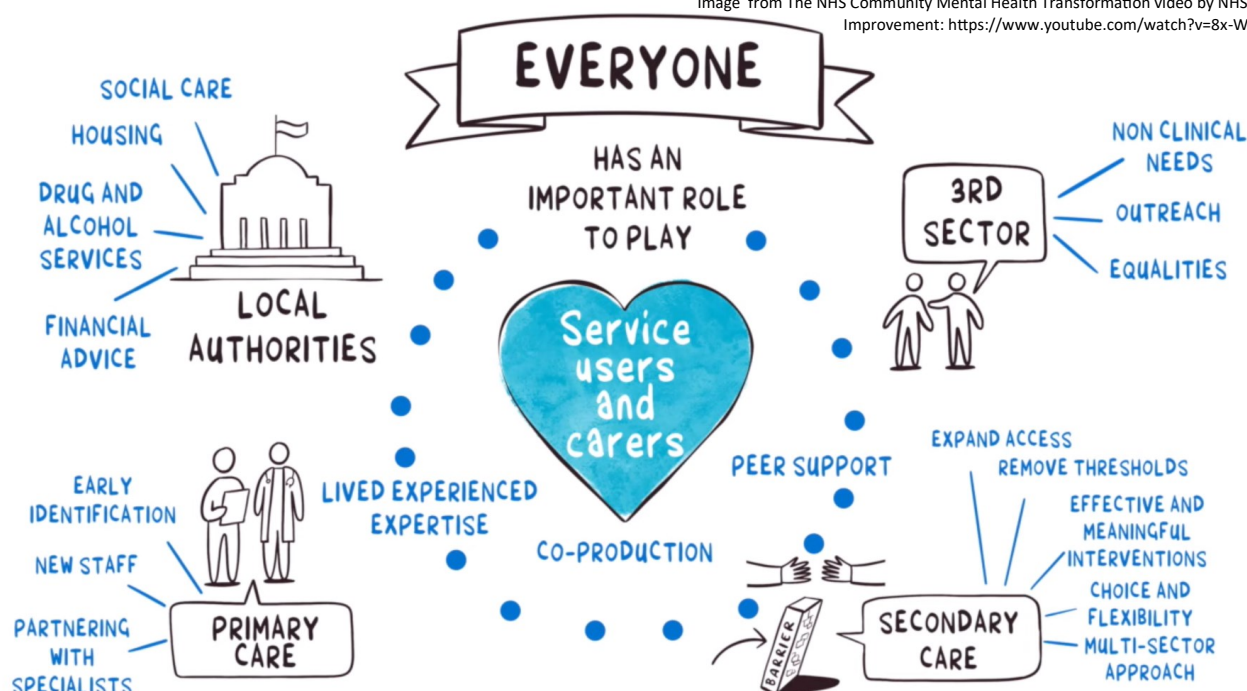 Image from The NHS Community Mental Health Transformation video by NHS
Improvement: https://www.youtube.com/watch?v=8x-W
EVERYONE
HAS AN
IMPORTANT ROLE
TO PLAY
SOCIAL CARE
HOUSING
DRUG AND
ALCOHOL
SERVICES
FINANCIAL
ADVICE
LOCAL
AUTHORITIES
3RD
SECTOR
NON CLINICAL
NEEDS
OUTREACH
EQUALITIES
Service
users
and
carers
LIVED EXPERIENCED
EXPERTISE
CO-PRODUCTION
PEER SUPPORT
EARLY
IDENTIFICATION
NEW STAFF
PARTNERING
WITH
SPECIALISTS
PRIMARY
CARE
BARRIER
SECONDARY
CARE
EXPAND ACCESS
REMOVE THRESHOLDS
EFFECTIVE AND
MEANINGFUL
INTERVENTIONS
CHOICE AND
FLEXIBILITY
MULTI-SECTOR
APPROACH